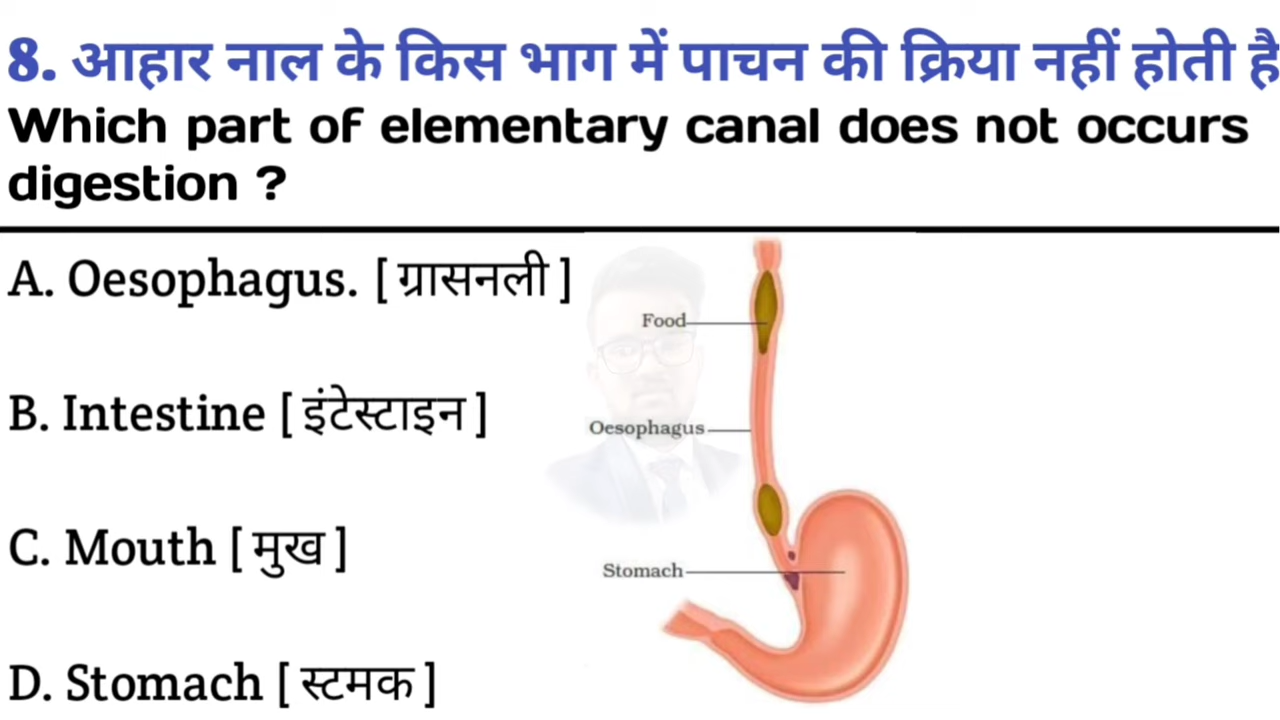 8. आहार नाल के किस भाग में पाचन की क्रिया नहीं होती है
Which part of elementary canal does not occurs
digestion ?
A. Oesophagus. [ ग्रासनली ]
B. Intestine [ इंटेस्टाइन ]
C. Mouth [ मुख ]
D. Stomach [ स्टमक ]
Food
Oesophagus
Stomach